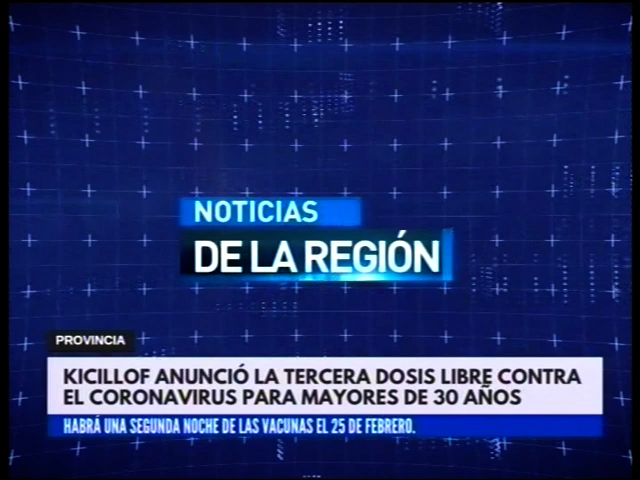 NOTICIAS
DE LA REGIÓN
PROVINCIA
KICILLOF ANUNCIÓ LA TERCERA DOSIS LIBRE CONTRA
EL CORONAVIRUS PARA MAYORES DE 30 AÑOS
HABRÁ UNA SEGUNDA NOCHE DE LAS VACUNAS EL 25 DE FEBRERO.